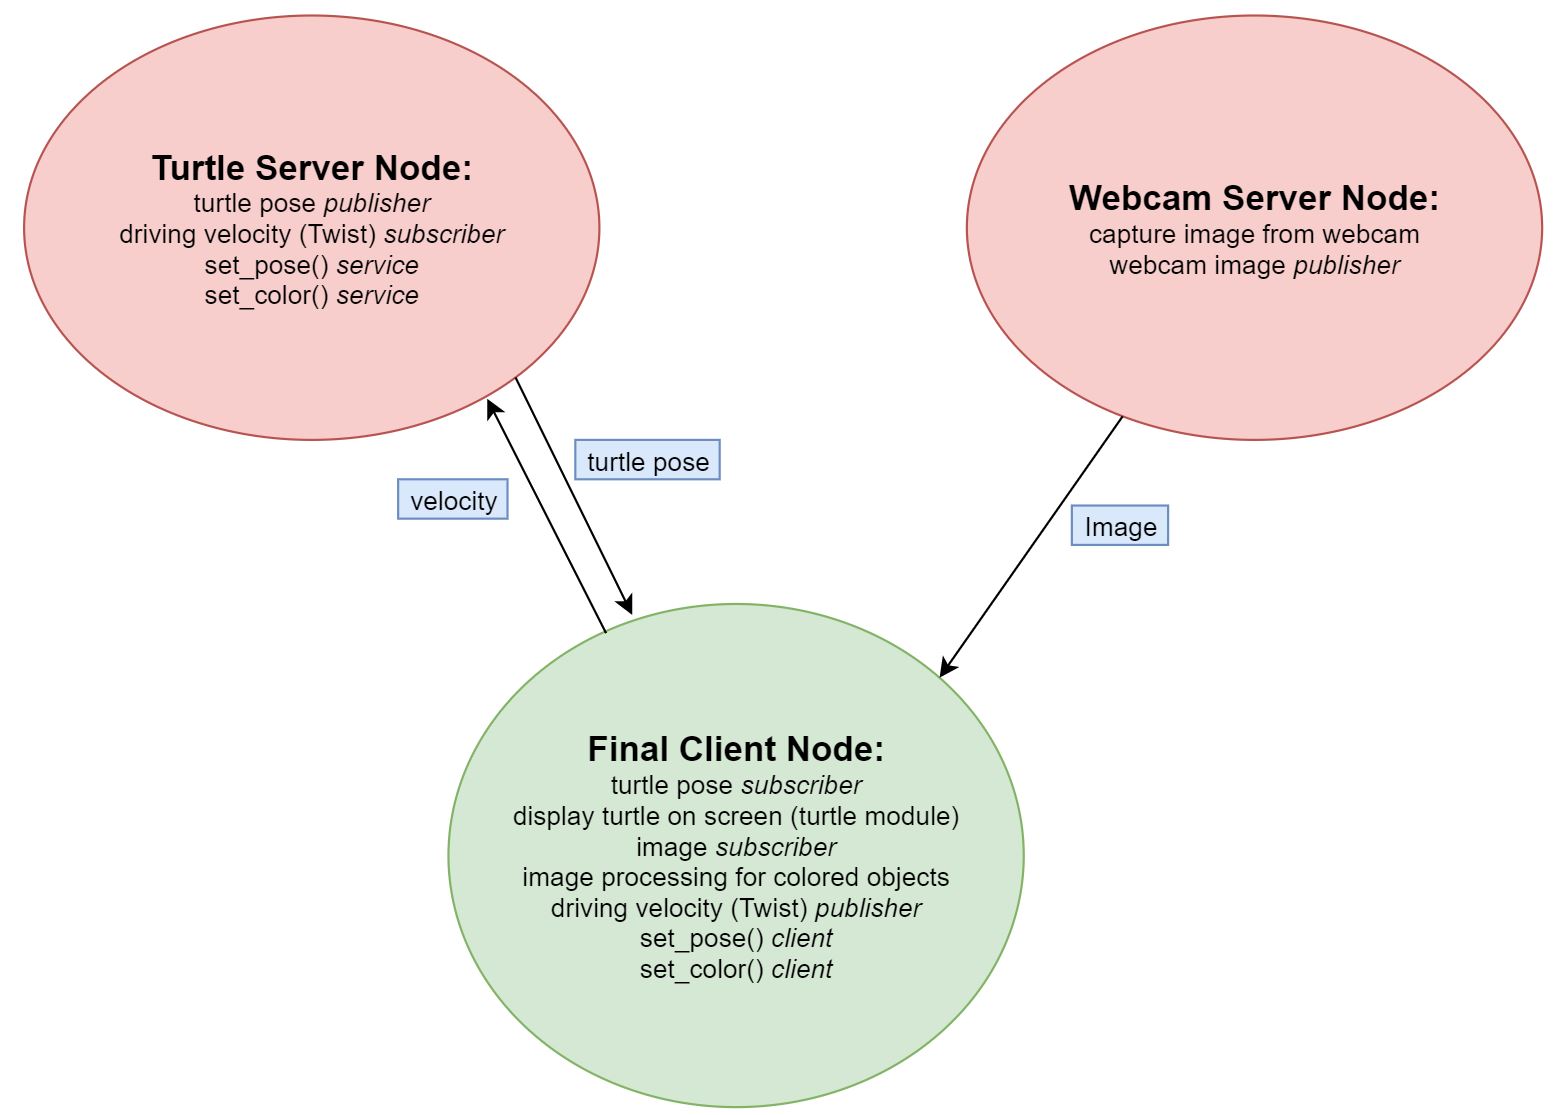 Turtle Server Node:
turtle pose publisher
driving velocity (Twist) subscriber
set_pose() service
set_color() service
Webcam Server Node:
capture image from webcam
webcam image publisher
turtle pose
velocity
Image
Final Client Node:
turtle pose subscriber
display turtle on screen (turtle module)
image subscriber
image processing for colored objects
driving velocity (Twist) publisher
set_pose() client
set_color() client